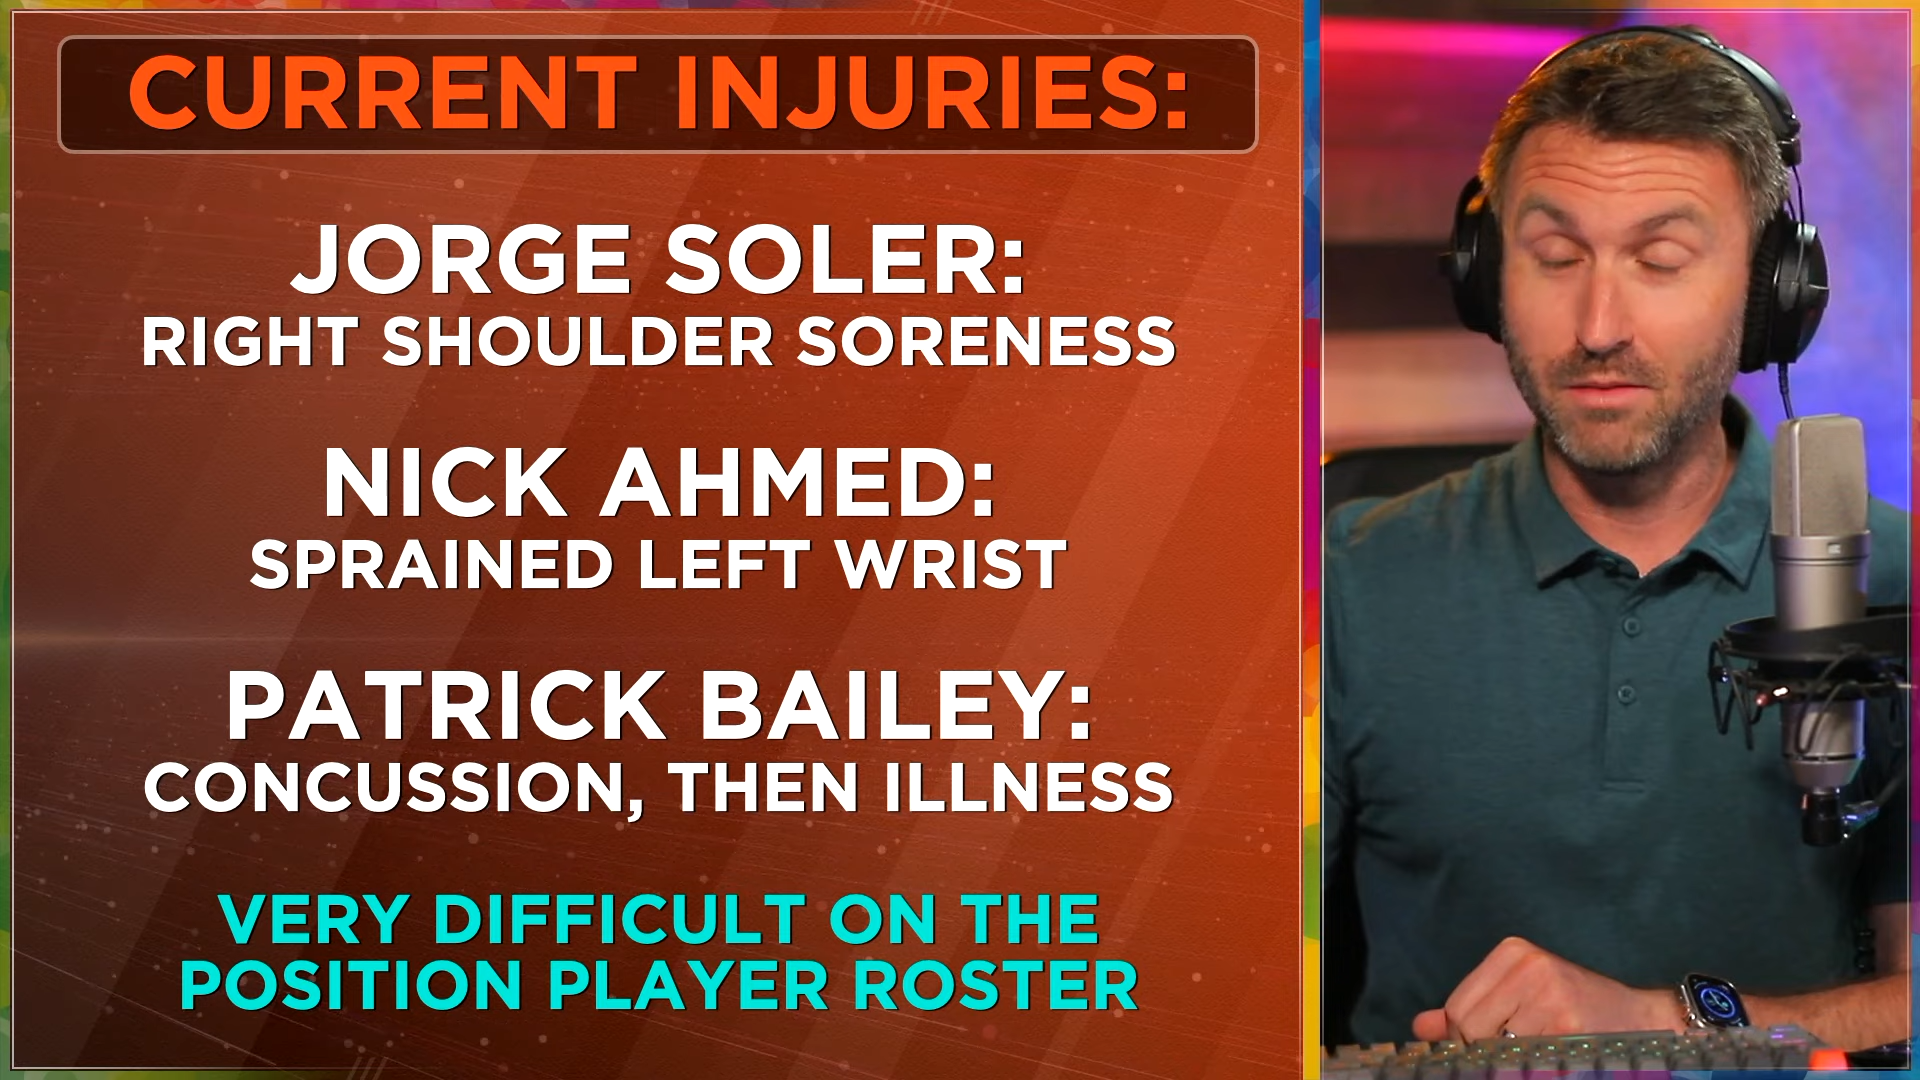 CURRENT INJURIES:
JORGE SOLER:
RIGHT SHOULDER SORENESS
NICK AHMED:
SPRAINED LEFT WRIST
PATRICK BAILEY:
CONCUSSION, THEN ILLNESS
VERY DIFFICULT ON THE
POSITION PLAYER ROSTER